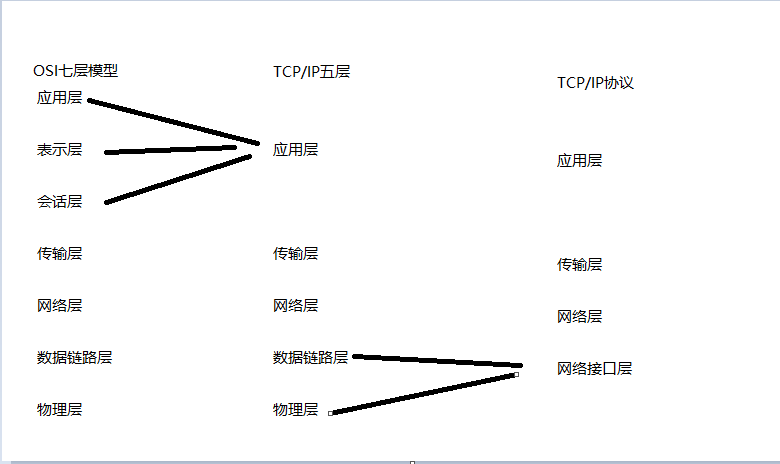 OSI七层模型
应用层
表示层
会话层
传输层
网络层
数据链路层
物理层
TCP/IP五层
应用层
传输层
网络层
数据链路层
物理层
TCP/IP协议
应用层
传输层
网络层
网络接口层